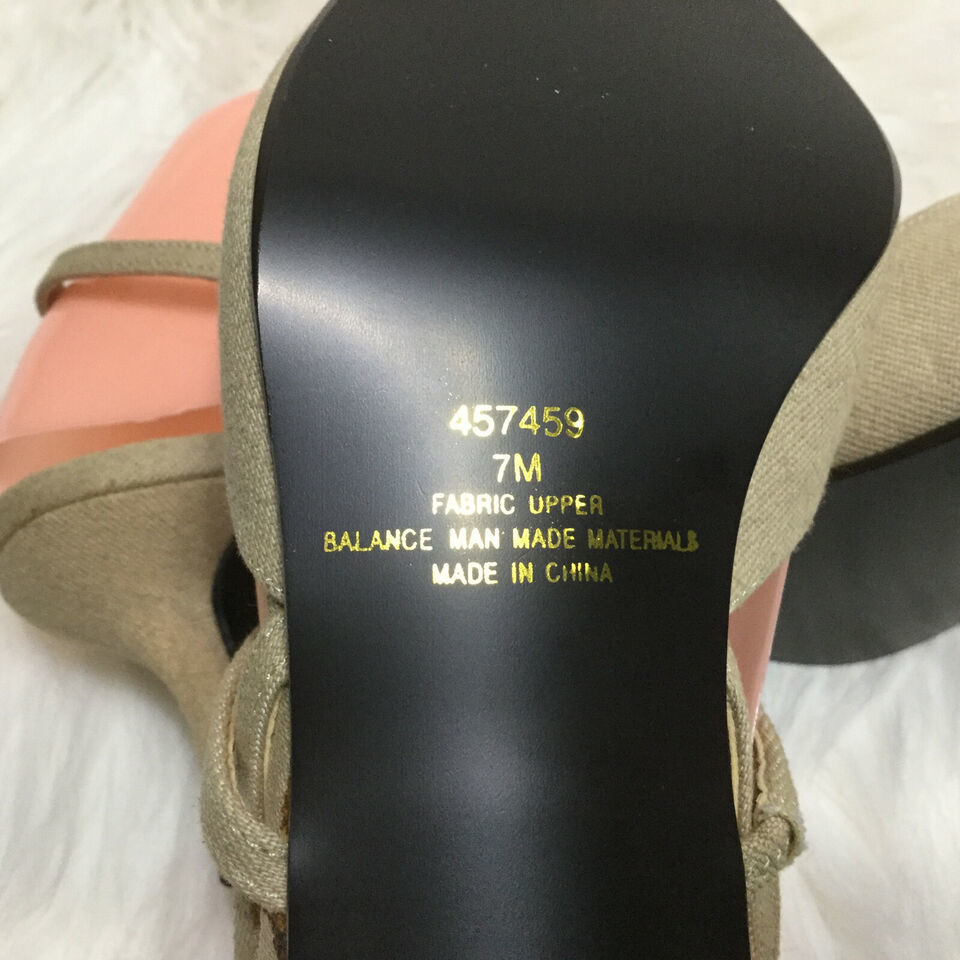 457459
7M
FABRIC UPPER
BALANCE MAN MADE MATERIALS
MADE IN CHINA